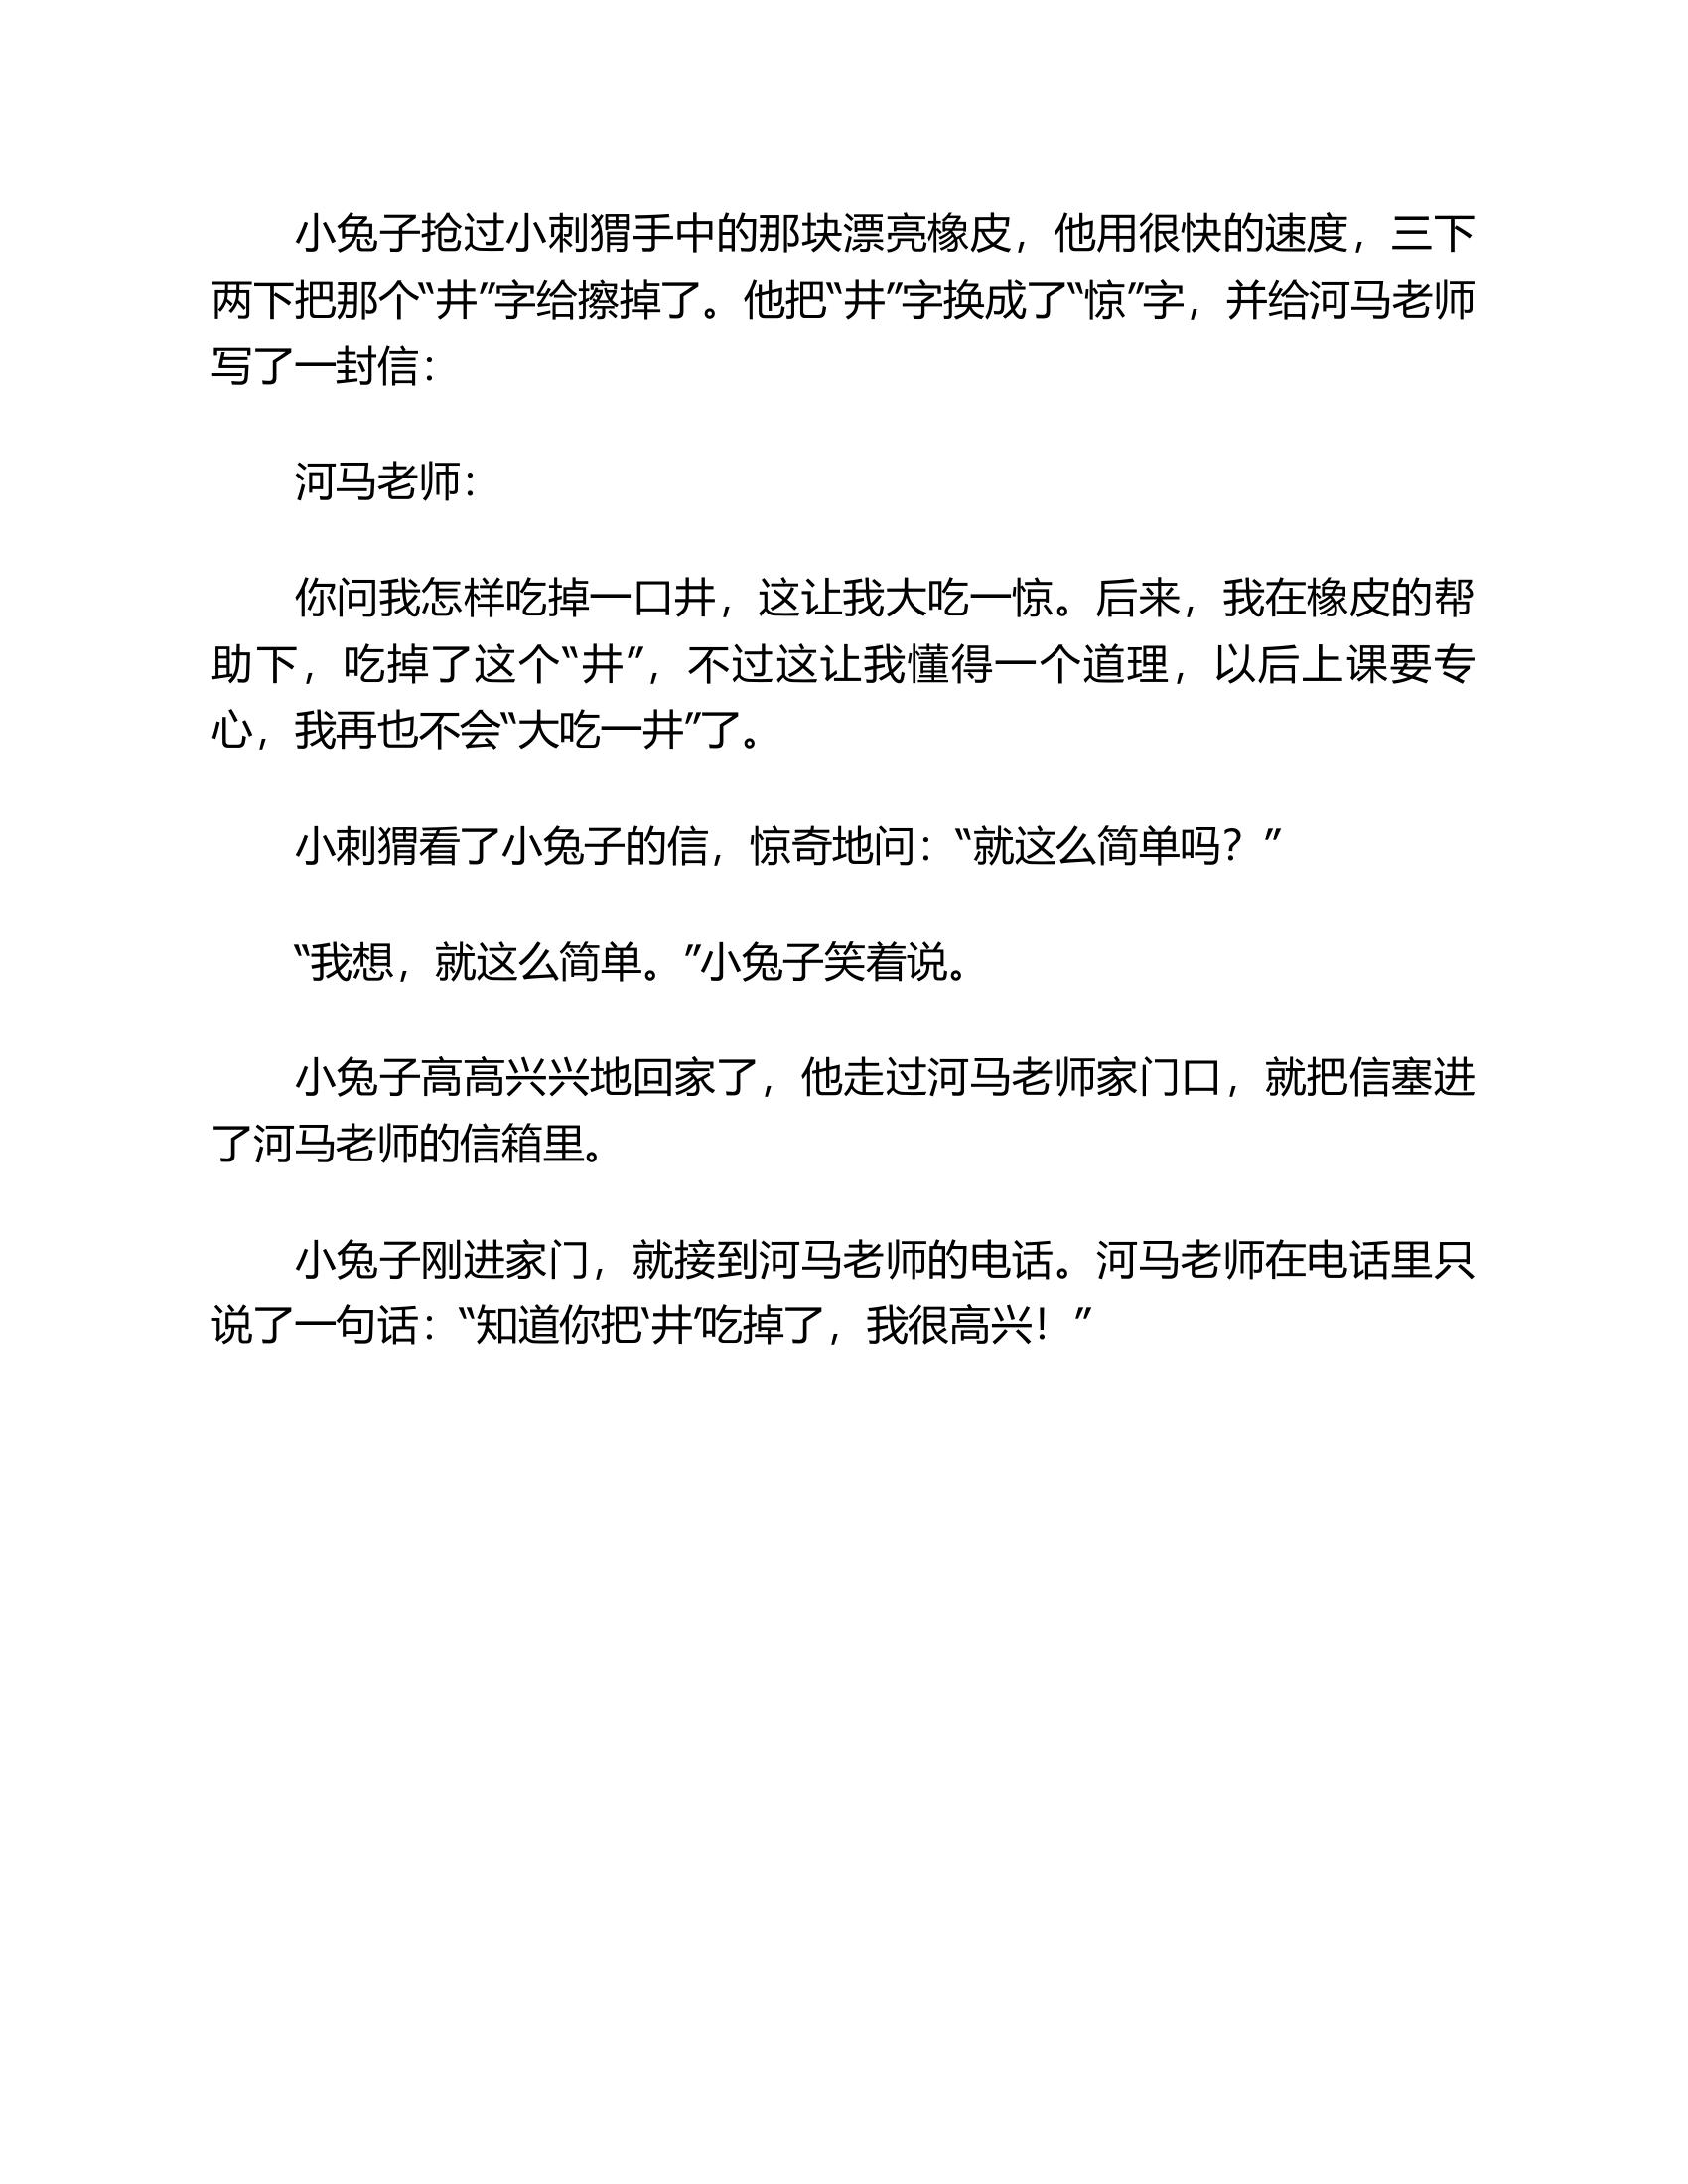 小兔子抢过小刺猬手中的那块漂亮橡皮，他用很快的速度，三下
两下把那个“井”字给擦掉了。他把“井”字换成了“惊”字，并给河马老师
写了一封信：
河马老师：
你问我怎样吃掉一口井，这让我大吃一惊。后来，我在橡皮的帮
助下，吃掉了这个“井”，不过这让我懂得一个道理，以后上课要专
心，我再也不会“大吃一井”了。
小刺猬看了小兔子的信，惊奇地问：“就这么简单吗？”
“我想，就这么简单。”小兔子笑着说。
小兔子高高兴兴地回家了，他走过河马老师家门口，就把信塞进
了河马老师的信箱里。
小兔子刚进家门，就接到河马老师的电话。河马老师在电话里只
说了一句话：“知道你把‘井’吃掉了，我很高兴！”